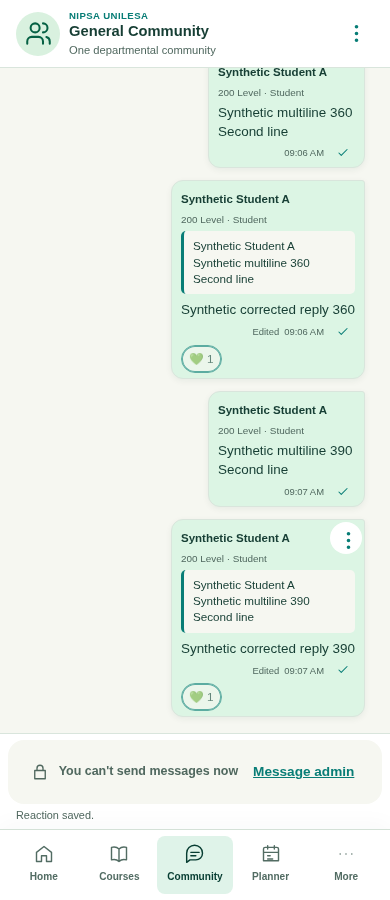 NIPSA UNILESA
General Community
One departmental community
Synthetic Student A
200 Level · Student
Synthetic multiline 360
Second line
09:06 AM
Synthetic Student A
200 Level · Student
Synthetic Student A
Synthetic multiline 360
Second line
Synthetic corrected reply 360
Edited 09:06 AM
💚 1
Synthetic Student A
200 Level · Student
Synthetic multiline 390
Second line
09:07 AM
Synthetic Student A
200 Level · Student
Synthetic Student A
Synthetic multiline 390
Second line
Synthetic corrected reply 390
Edited 09:07 AM
💚 1
You can't send messages now Message admin
Reaction saved.
Home Courses Community Planner More